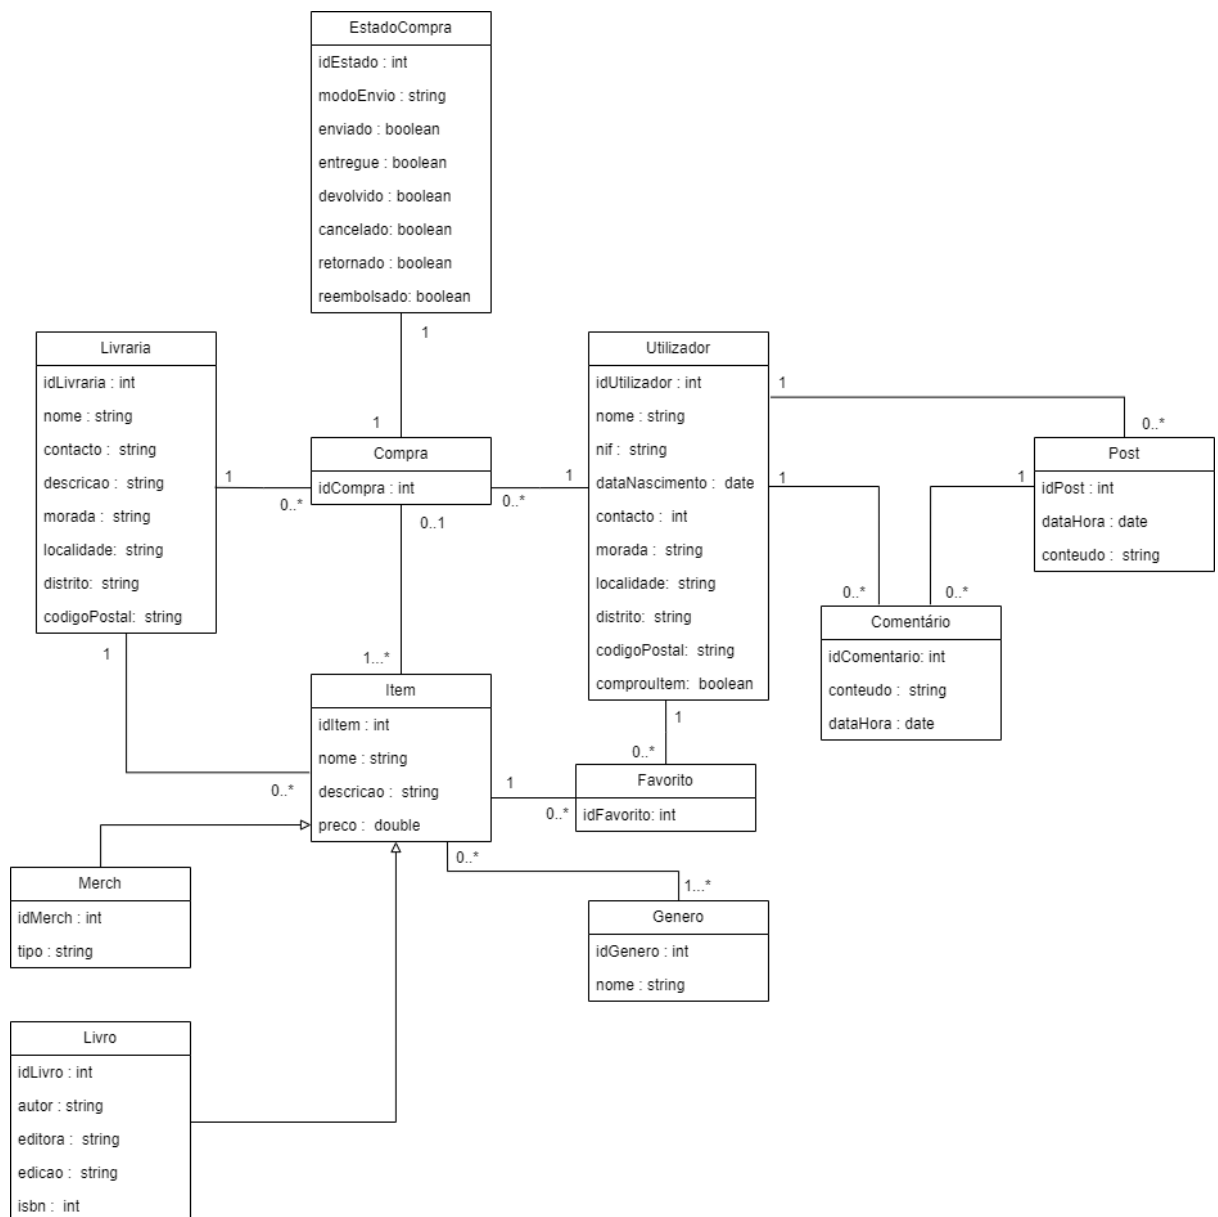 EstadoCompra
idEstado : int
modoEnvio : string
enviado : boolean
entregue : boolean
devolvido : boolean
cancelado: boolean
retornado : boolean
reembolsado: boolean
1
1
Livraria
idLivraria : int
nome : string
contacto :  string
descricao :  string
morada :  string
localidade:  string
distrito:  string
codigoPostal:  string
1
0..*
Compra
idCompra : int
0..1
1
0..*
Utilizador
idUtilizador : int
nome : string
nif :  string
dataNascimento :  date
contacto :  int
morada : string
localidade:  string
distrito:  string
codigoPostal:  string
comprouItem:  boolean
1
0..*
Post
idPost : int
dataHora : date
conteudo :  string
1
1
0..*
0..*
Comentário
idComentario: int
conteudo :  string
dataHora : date
1
0..*
1...*
Item
idItem : int
nome : string
descricao :  string
preco :  double
1
0..*
1
0..*
Favorito
idFavorito: int
0..*
1...*
Genero
idGenero : int
nome : string
Merch
idMerch : int
tipo : string
Livro
idLivro : int
autor : string
editora :  string
edicao :  string
isbn :  int